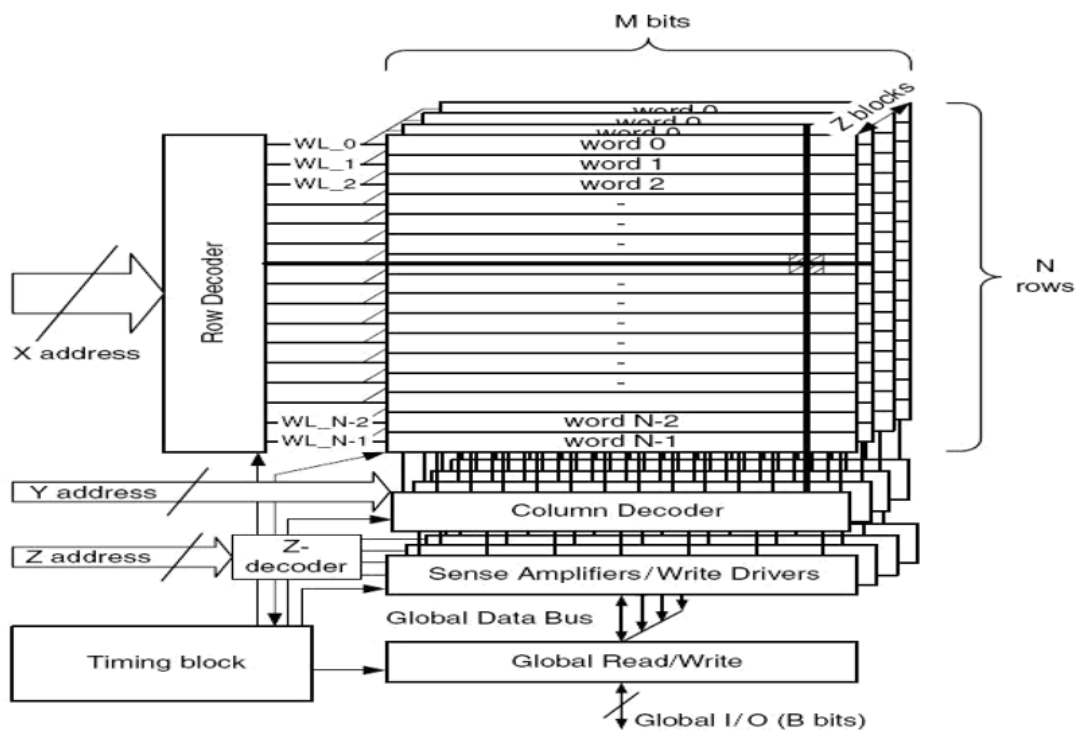 M bits
word 0
word 0
word 0
Z blocks
WL_0
word 0
WL_1
word 1
WL_2
word 2
-
-
-
-
-
-
-
-
-
N
rows
Row Decoder
X address
WL_N-2
word N-2
WL_N-1
word N-1
Y address
Column Decoder
Z address
Z-
decoder
Sense Amplifiers/Write Drivers
Global Data Bus
Timing block
Global Read/Write
Global I/O (B bits)